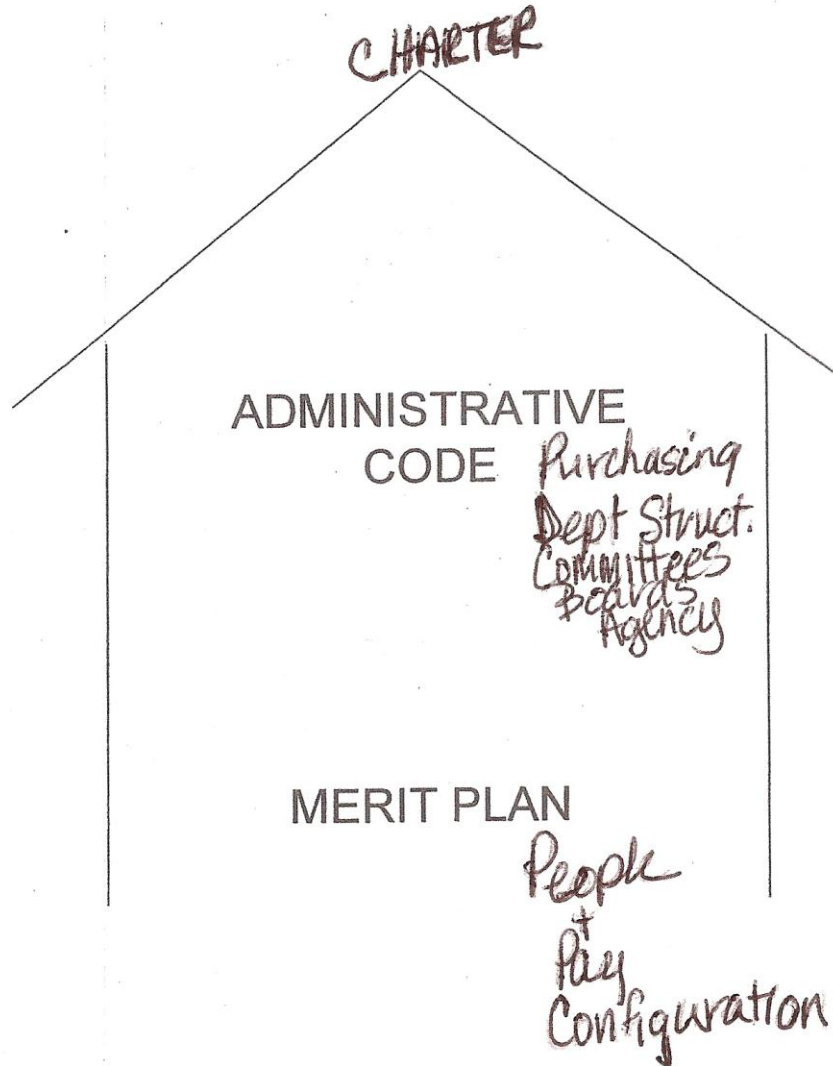 CHARTER
ADMINISTRATIVE
CODE Purchasing
Dept Struct.
Committees
Boards
Agency
MERIT PLAN
People
+
Pay
Configuration